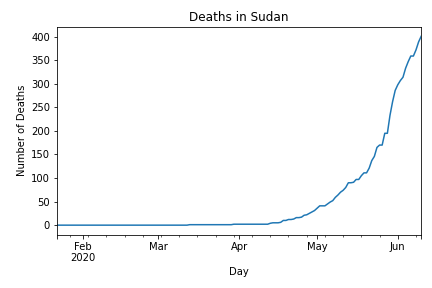 Deaths in Sudan
400
350
300
250
200
150
100
50
0
Number of Deaths
Feb
2020
Mar
Apr
May
Jun
Day